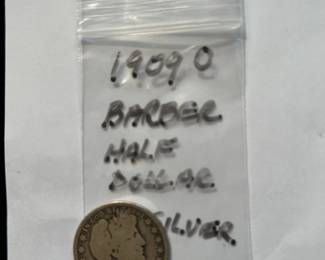 1909 O
BARBER
HALF
DOLLAR
SILVER